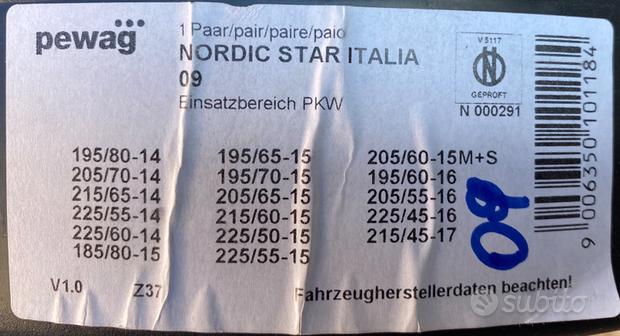 pewag
1 Paar/pair/paire/paio
NORDIC STAR ITALIA
09
Einsatzbereich PKW
V 5117
N
GEPRÜFT
N 000291
195/80-14
205/70-14
215/65-14
225/55-14
225/60-14
185/80-15
195/65-15
195/70-15
205/65-15
215/60-15
225/50-15
225/55-15
205/60-15M+S
195/60-16
205/55-16
225/45-16
215/45-17
9 006350 101184
09
V1.0
Z37
Fahrzeugherstellerdaten beachten!
subito